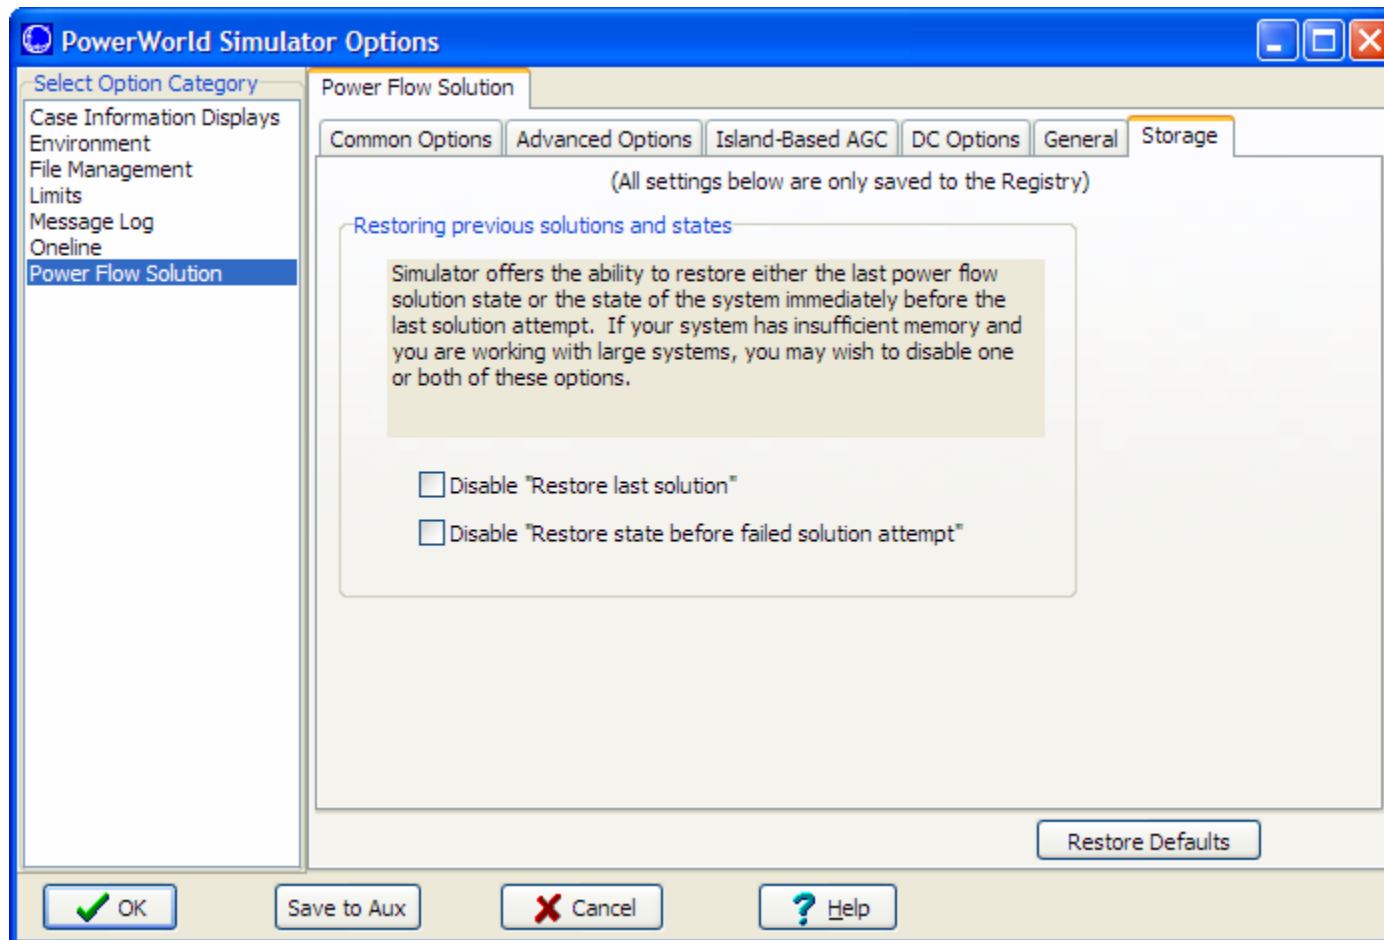 PowerWorld Simulator Options
Select Option Category
Case Information Displays
Environment
File Management
Limits
Message Log
Oneline
Power Flow Solution
Power Flow Solution
Common Options
Advanced Options
Island-Based AGC
DC Options
General
Storage
(All settings below are only saved to the Registry)
Restoring previous solutions and states
Simulator offers the ability to restore either the last power flow
solution state or the state of the system immediately before the
last solution attempt.  If your system has insufficient memory and
you are working with large systems, you may wish to disable one
or both of these options.
Disable "Restore last solution"
Disable "Restore state before failed solution attempt"
Restore Defaults
OK
Save to Aux
Cancel
? Help